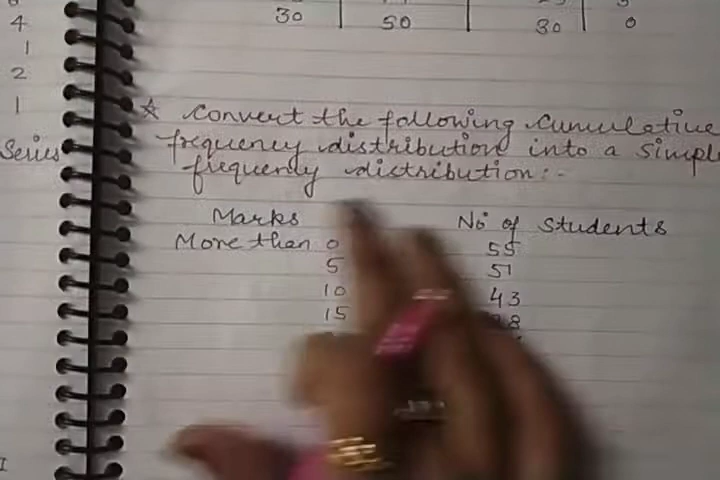 30 50 30 0
4
1
2
1
Series
☆ Convert the following cumulative
frequency distribution into a simple
frequency distribution:-
Marks No of Students
More than 0 55
5 51
10 43
15 8